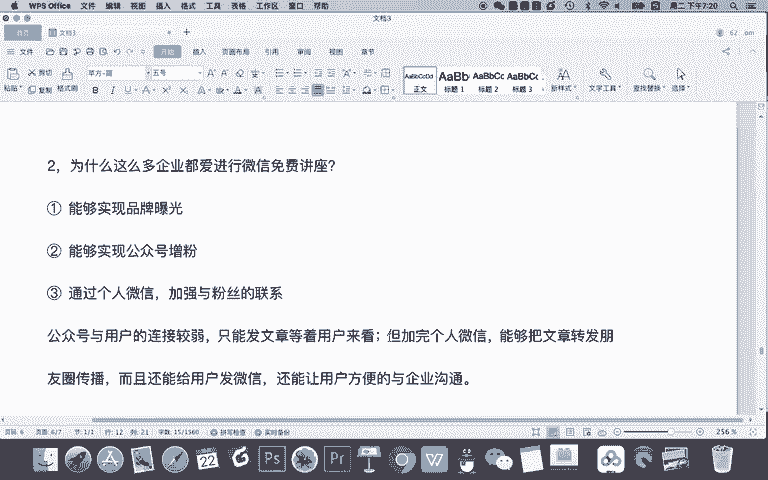 WPS Office 文件 编辑 视图 插入 格式 工具 表格 工作区 窗口 帮助 周二 下午7:20
文档3
首页 文档3
文件 开始 插入 页面布局 引用 审阅 视图 章节
粘贴 剪切 复制 格式刷 五号 AaBbCcDd 正文 AaBb 标题 1 AaBbCc 标题 2 AaBbCc 标题 3 新样式 文字工具 查找替换 选择
2，为什么这么多企业都爱进行微信免费讲座？
① 能够实现品牌曝光
② 能够实现公众号增粉
③ 通过个人微信，加强与粉丝的联系
公众号与用户的连接较弱，只能发文章等着用户来看；但加完个人微信，能够把文章转发朋
友圈传播，而且还能给用户发微信，还能让用户方便的与企业沟通。
页码: 6 页面: 6/7 节: 1/1 行: 12 列: 21 字数: 15/1560 拼写检查 实时备份 256 %
22 Ps Pr W